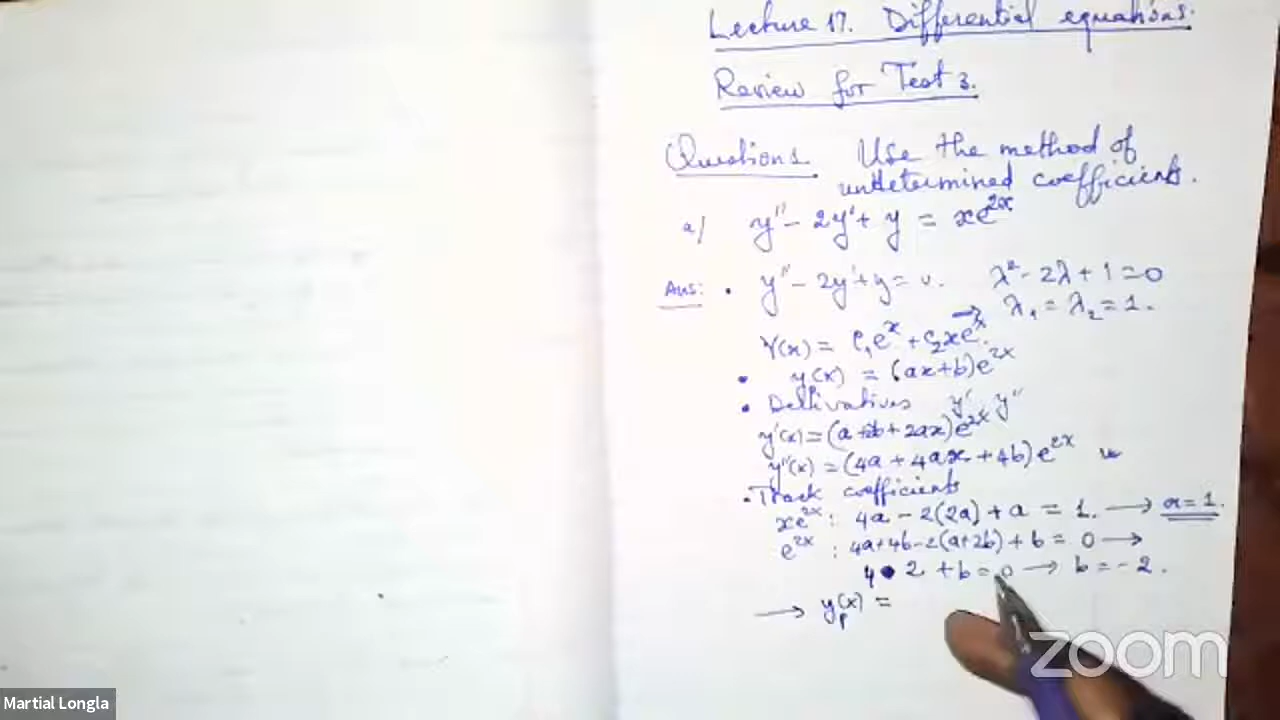 Lecture 17. Differential equations.
Review for Test 3.
Questions. Use the method of
undetermined coefficients.
a/ y'' - 2y' + y = xe^{2x}
Ans: • y'' - 2y' + y = 0. λ² - 2λ + 1 = 0
→ λ₁ = λ₂ = 1.
Y(x) = C₁e^x + C₂xe^x.
• y(x) = (ax+b)e^{2x}
• Derivatives y' y''
y'(x) = (a + 2b + 2ax)e^{2x}
y''(x) = (4a + 4ax + 4b)e^{2x}
• Track coefficients
xe^{2x} : 4a - 2(2a) + a = 1. → a = 1.
e^{2x} : 4a + 4b - 2(a+2b) + b = 0 →
4 • 2 + b = 0 → b = -2.
→ y_p(x) =
zoom
Martial Longla